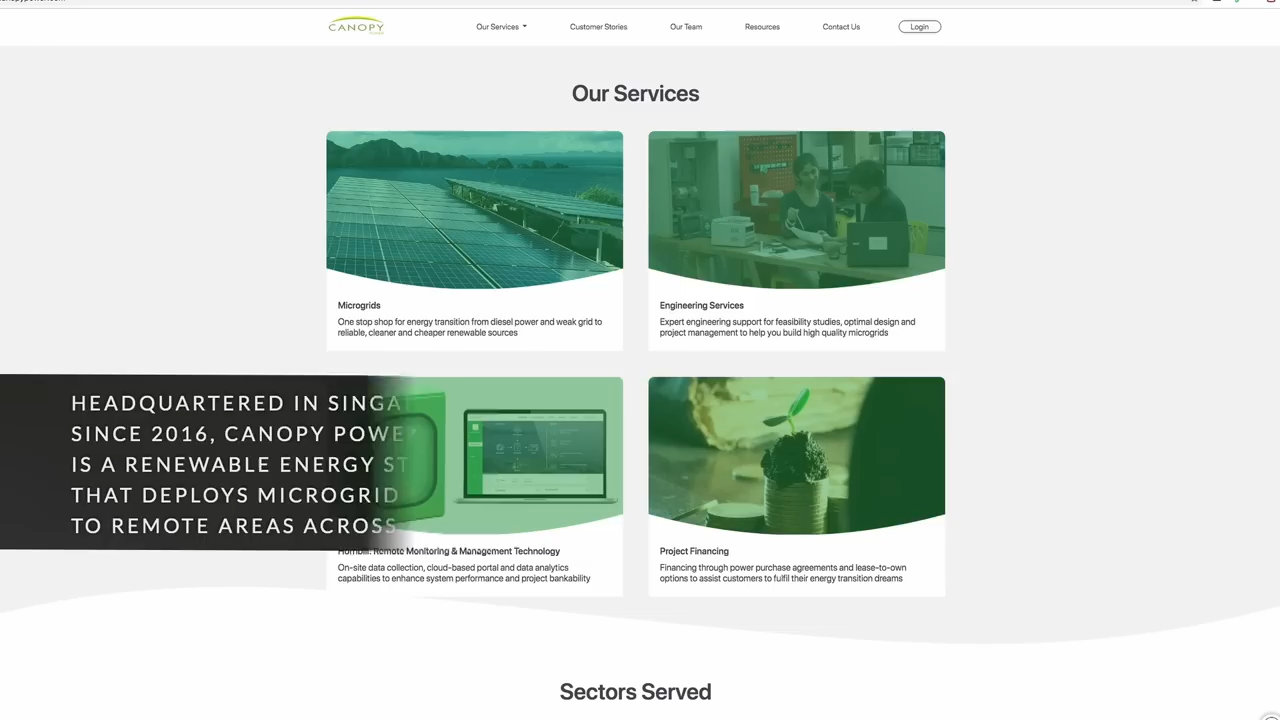 CANOPY
Our Services
Customer Stories
Our Team
Resources
Contact Us
Login
Our Services
Microgrids
One stop shop for energy transition from diesel power and weak grid to
reliable, cleaner and cheaper renewable sources
Engineering Services
Expert engineering support for feasibility studies, optimal design and
project management to help you build high quality microgrids
HEADQUARTERED IN SINGA
SINCE 2016, CANOPY POWE
IS A RENEWABLE ENERGY ST
THAT DEPLOYS MICROGRID
TO REMOTE AREAS ACROSS
Hornbill: Remote Monitoring & Management Technology
On-site data collection, cloud-based portal and data analytics
capabilities to enhance system performance and project bankability
Project Financing
Financing through power purchase agreements and lease-to-own
options to assist customers to fulfil their energy transition dreams
Sectors Served